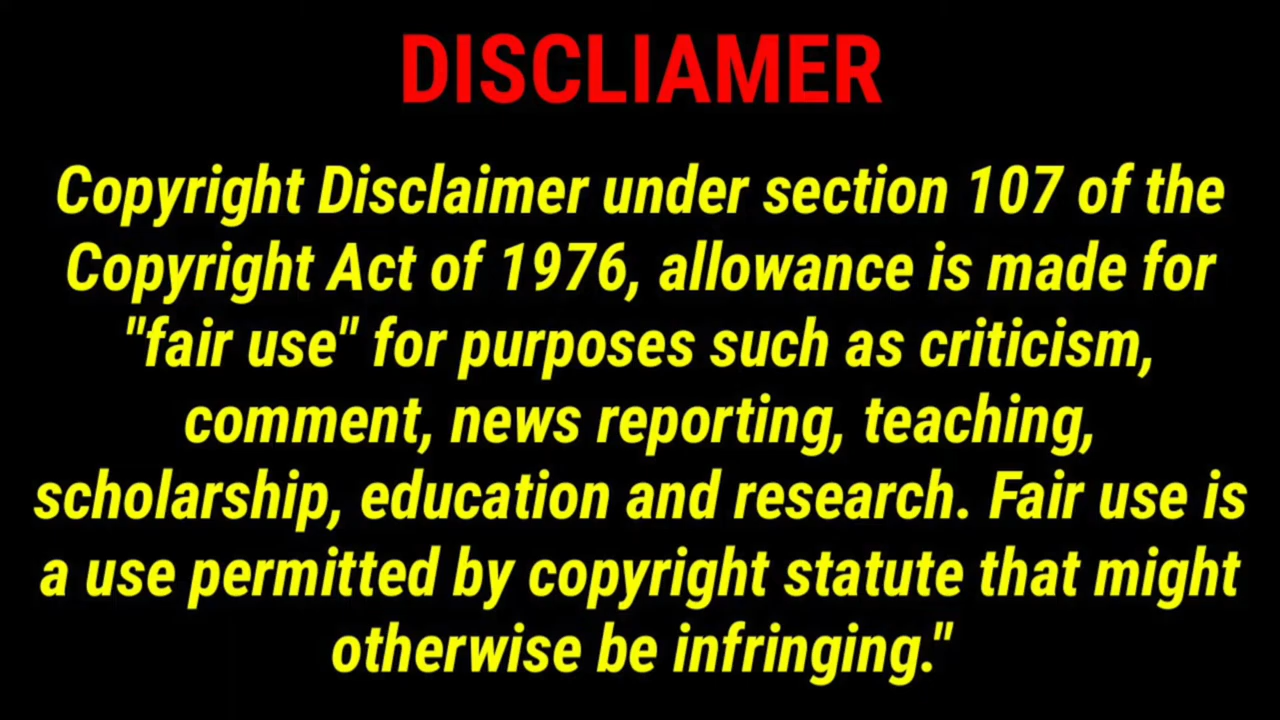 DISCLIAMER
Copyright Disclaimer under section 107 of the
Copyright Act of 1976, allowance is made for
"fair use" for purposes such as criticism,
comment, news reporting, teaching,
scholarship, education and research. Fair use is
a use permitted by copyright statute that might
otherwise be infringing."